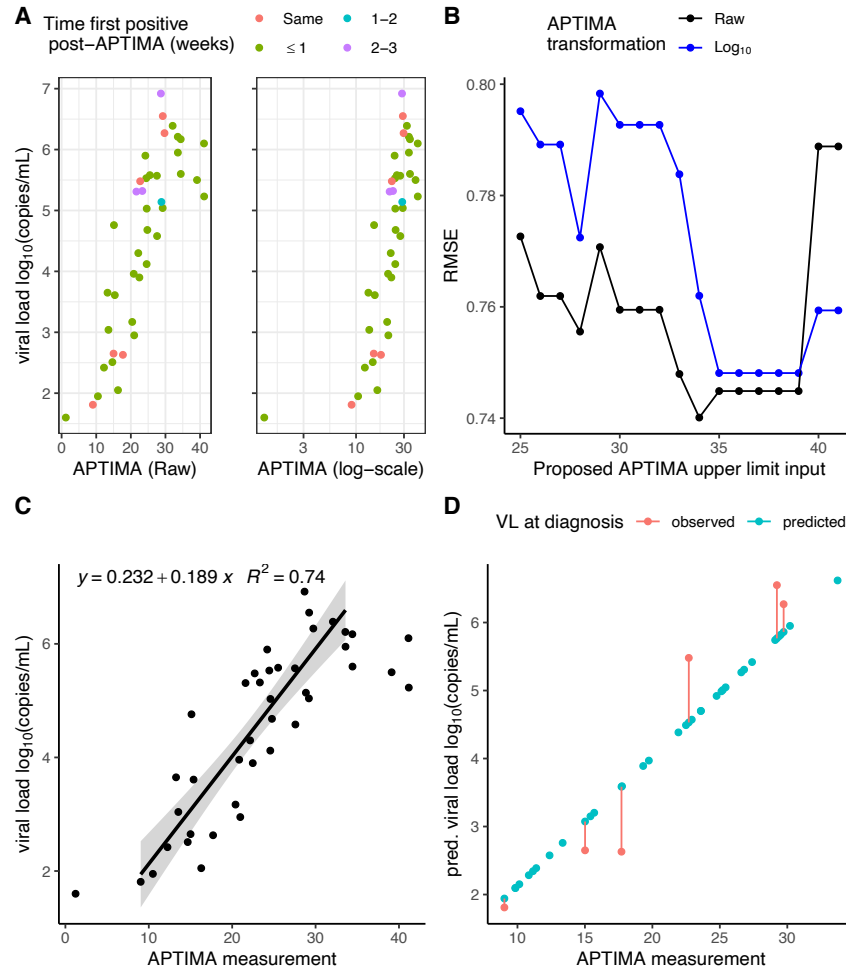 A
Time first positive
post−APTIMA (weeks)
Same
≤ 1
1−2
2−3
viral load log₁₀(copies/mL)
7
6
5
4
3
2
0 10 20 30 40
APTIMA (Raw)
3 10 30
APTIMA (log−scale)
B
APTIMA
transformation
Raw
Log₁₀
RMSE
0.80
0.78
0.76
0.74
25 30 35 40
Proposed APTIMA upper limit input
C
y = 0.232 + 0.189 x R² = 0.74
viral load log₁₀(copies/mL)
6
4
2
0 10 20 30 40
APTIMA measurement
D
VL at diagnosis observed predicted
pred. viral load log₁₀(copies/mL)
6
5
4
3
2
10 15 20 25 30
APTIMA measurement